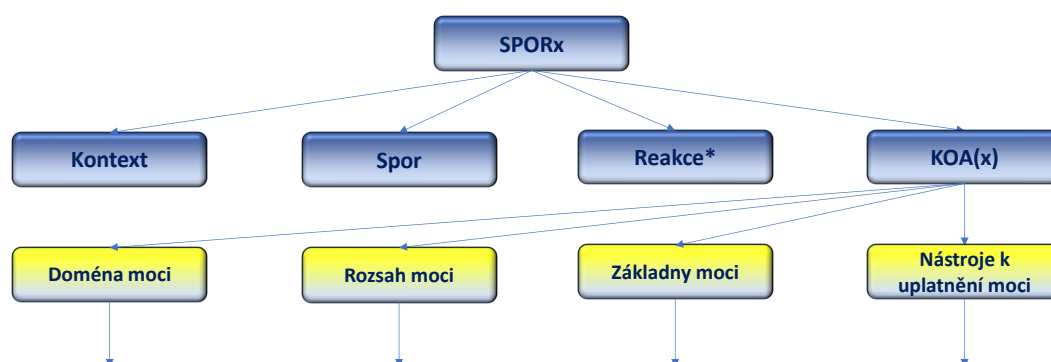 SPORx
Kontext
Spor
Reakce*
KOA(x)
Doména moci
Rozsah moci
Základny moci
Nástroje k
uplatnění moci